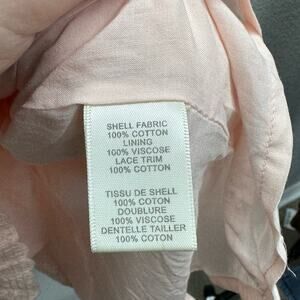 SHELL FABRIC
100% COTTON
LINING
100% VISCOSE
LACE TRIM
100% COTTON
TISSU DE SHELL
100% COTON
DOUBLURE
100% VISCOSE
DENTELLE TAILLER
100% COTON